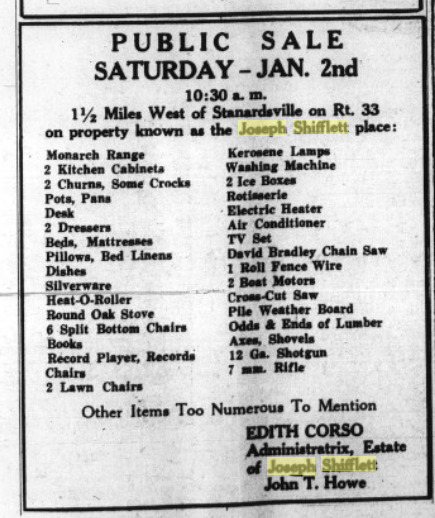 PUBLIC SALE
SATURDAY – JAN. 2nd
10:30 a. m.
1½ Miles West of Stanardsville on Rt. 33
on property known as the Joseph Shifflett place:
Monarch Range
2 Kitchen Cabinets
2 Churns, Some Crocks
Pots, Pans
Desk
2 Dressers
Beds, Mattresses
Pillows, Bed Linens
Dishes
Silverware
Heat-O-Roller
Round Oak Stove
6 Split Bottom Chairs
Books
Record Player, Records
Chairs
2 Lawn Chairs
Kerosene Lamps
Washing Machine
2 Ice Boxes
Rotisserie
Electric Heater
Air Conditioner
TV Set
David Bradley Chain Saw
1 Roll Fence Wire
2 Boat Motors
Cross-Cut Saw
Pile Weather Board
Odds & Ends of Lumber
Axes, Shovels
12 Ga. Shotgun
7 mm. Rifle
Other Items Too Numerous To Mention
EDITH CORSO
Administratrix, Estate
of Joseph Shifflett
John T. Howe